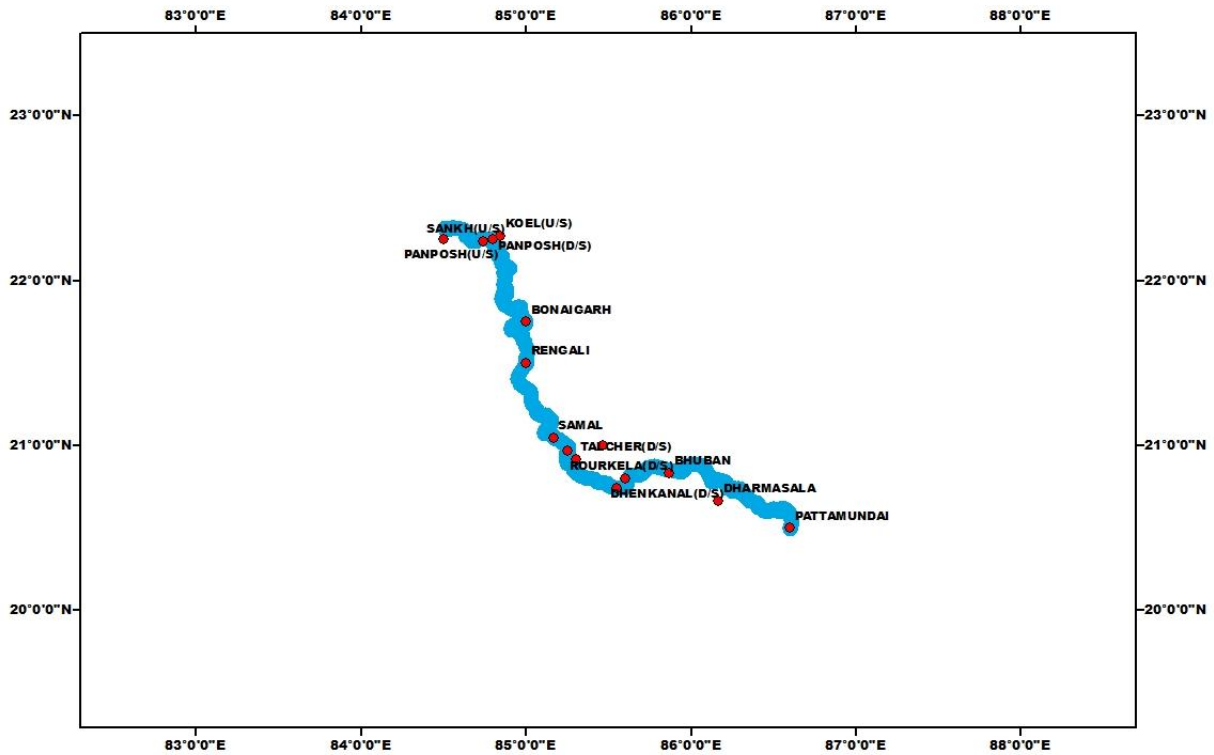 83°0'0"E 84°0'0"E 85°0'0"E 86°0'0"E 87°0'0"E 88°0'0"E
23°0'0"N 23°0'0"N
KOEL(U/S)
SANKH(U/S)
PANPOSH(D/S)
PANPOSH(U/S)
22°0'0"N 22°0'0"N
BONAIGARH
RENGALI
SAMAL
21°0'0"N TALCHER(D/S) 21°0'0"N
BHUBAN
ROURKELA(D/S)
DHARMASALA
DHENKANAL(D/S)
PATTAMUNDAI
20°0'0"N 20°0'0"N
83°0'0"E 84°0'0"E 85°0'0"E 86°0'0"E 87°0'0"E 88°0'0"E